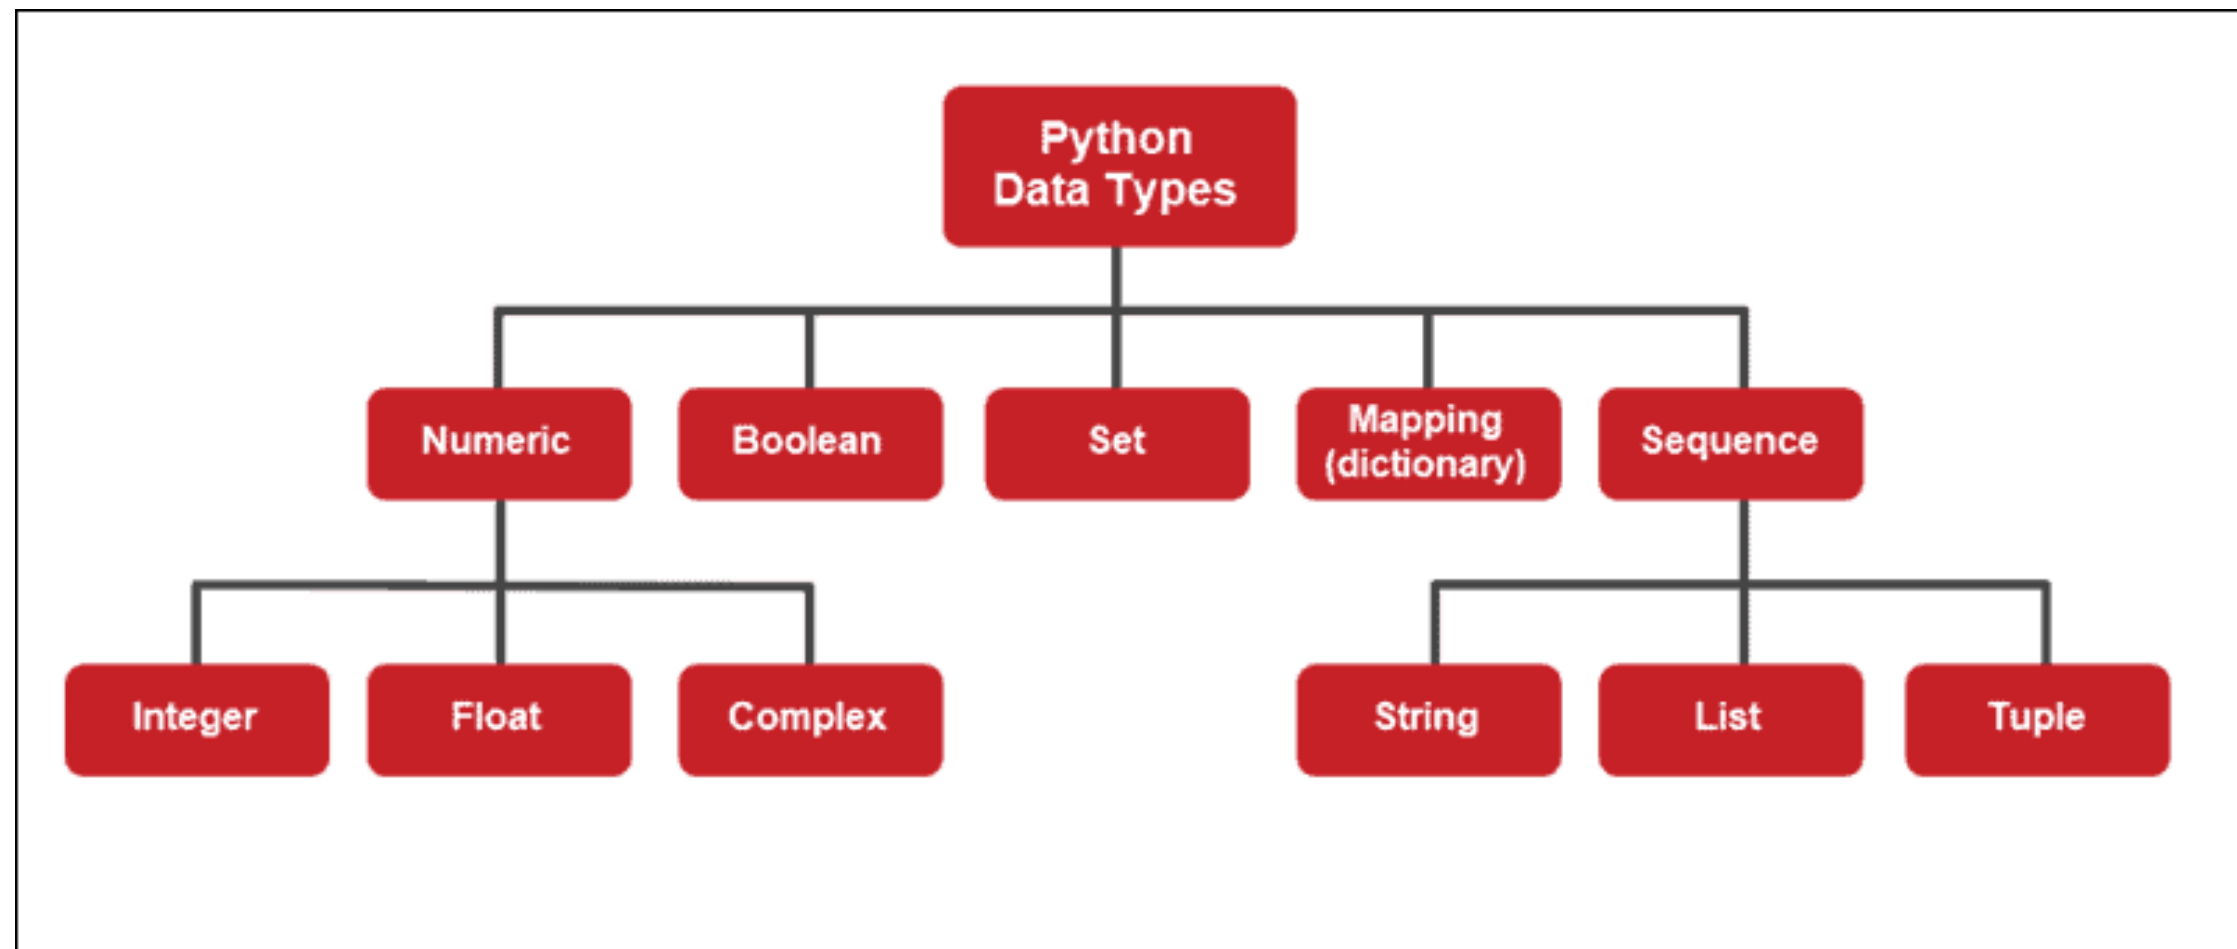 Python
Data Types
Numeric
Boolean
Set
Mapping
(dictionary)
Sequence
Integer
Float
Complex
String
List
Tuple